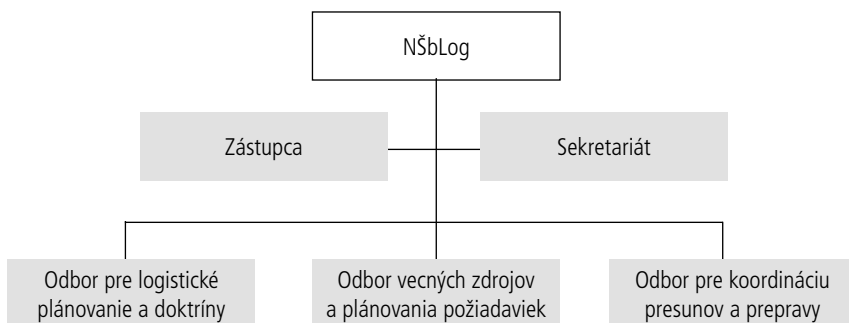 NŠbLog
Zástupca
Sekretariát
Odbor pre logistické
plánovanie a doktríny
Odbor vecných zdrojov
a plánovania požiadaviek
Odbor pre koordináciu
presunov a prepravy